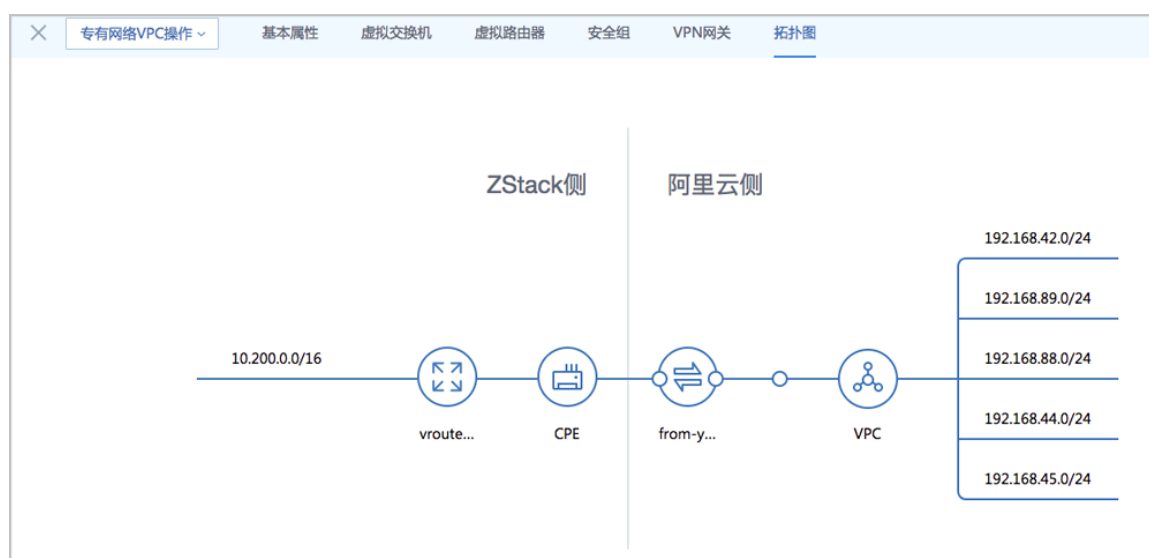 专有网络VPC操作 基本属性 虚拟交换机 虚拟路由器 安全组 VPN网关 拓扑图
ZStack侧 阿里云侧
192.168.42.0/24
192.168.89.0/24
10.200.0.0/16 192.168.88.0/24
vroute... CPE from-y... VPC 192.168.44.0/24
192.168.45.0/24